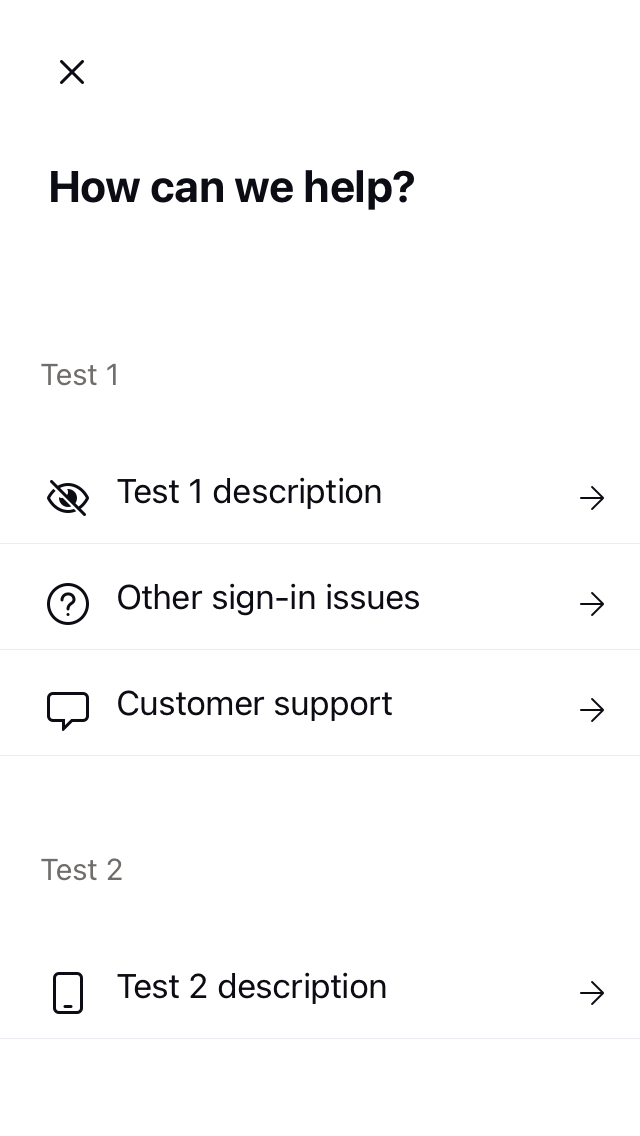 How can we help?
Test 1
Test 1 description
Other sign-in issues
Customer support
Test 2
Test 2 description